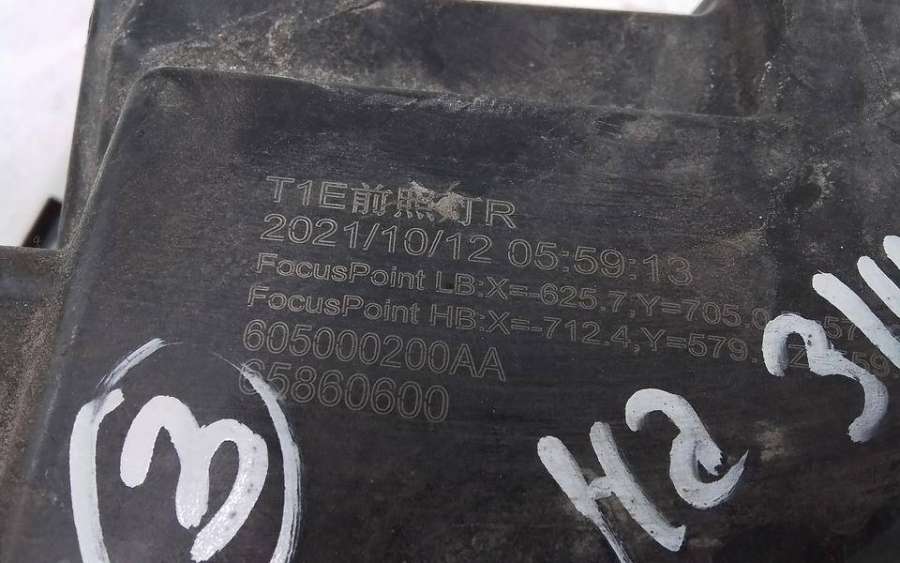 T1E前照灯R
2021/10/12 05:59:13
FocusPoint LB:X=-625.7,Y=705.
FocusPoint HB:X=-712.4,Y=579.
605000200AA
65860600
(3)
на